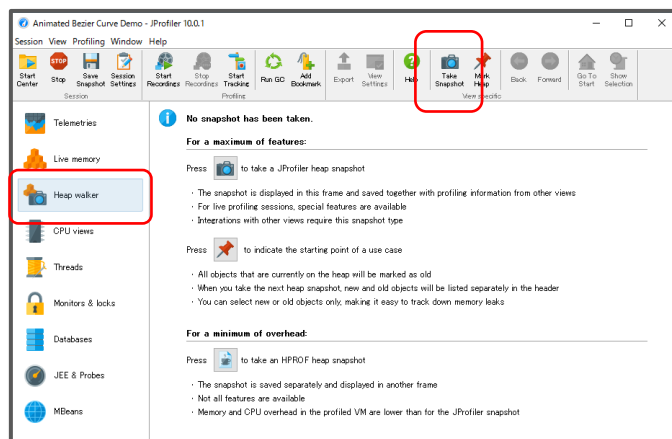 Animated Bezier Curve Demo - JProfiler 10.0.1
Session View Profiling Window Help
Start Center
Stop
Save Snapshot
Session Settings
Start Recordings
Stop Recordings
Start Tracking
Run GC
Add Bookmark
Export
View Settings
Help
Take Snapshot
Mark Heap
Back
Forward
Go To Start
Show Selection
Session
Profiling
View specific
Telemetries
Live memory
Heap walker
CPU views
Threads
Monitors & locks
Databases
JEE & Probes
MBeans
No snapshot has been taken.
For a maximum of features:
Press to take a JProfiler heap snapshot
· The snapshot is displayed in this frame and saved together with profiling information from other views
· For live profiling sessions, special features are available
· Integrations with other views require this snapshot type
Press to indicate the starting point of a use case
· All objects that are currently on the heap will be marked as old
· When you take the next heap snapshot, new and old objects will be listed separately in the header
· You can select new or old objects only, making it easy to track down memory leaks
For a minimum of overhead:
Press to take an HPROF heap snapshot
· The snapshot is saved separately and displayed in another frame
· Not all features are available
· Memory and CPU overhead in the profiled VM are lower than for the JProfiler snapshot